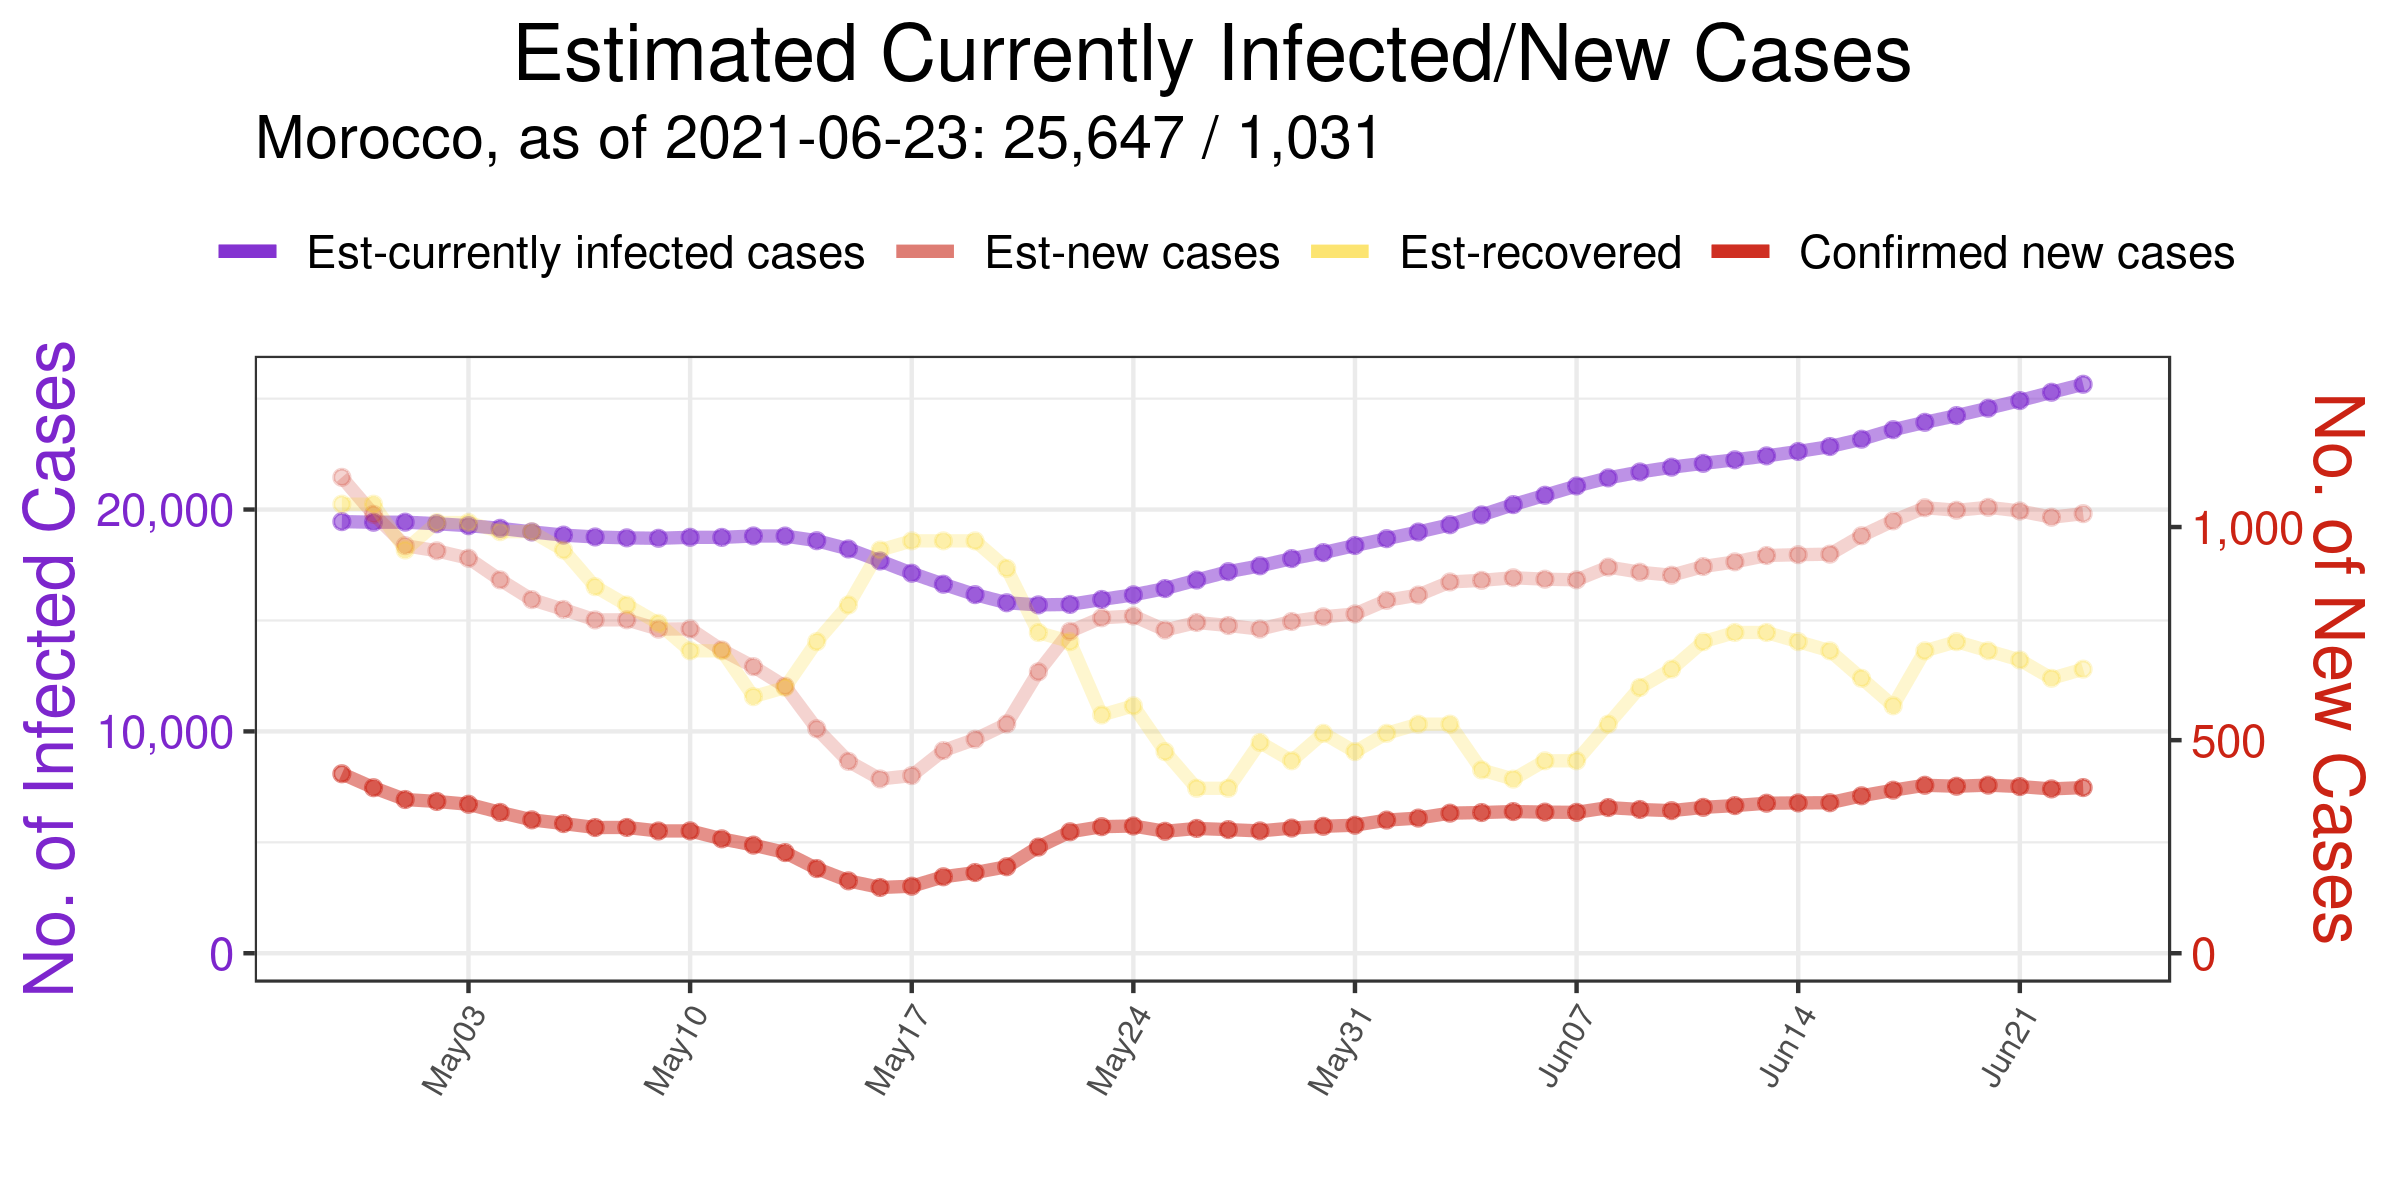 Estimated Currently Infected/New Cases
Morocco, as of 2021-06-23: 25,647 / 1,031
Est-currently infected cases Est-new cases Est-recovered Confirmed new cases
No. of Infected Cases
20,000
10,000
0
1,000
500
0
No. of New Cases
May03 May10 May17 May24 May31 Jun07 Jun14 Jun21